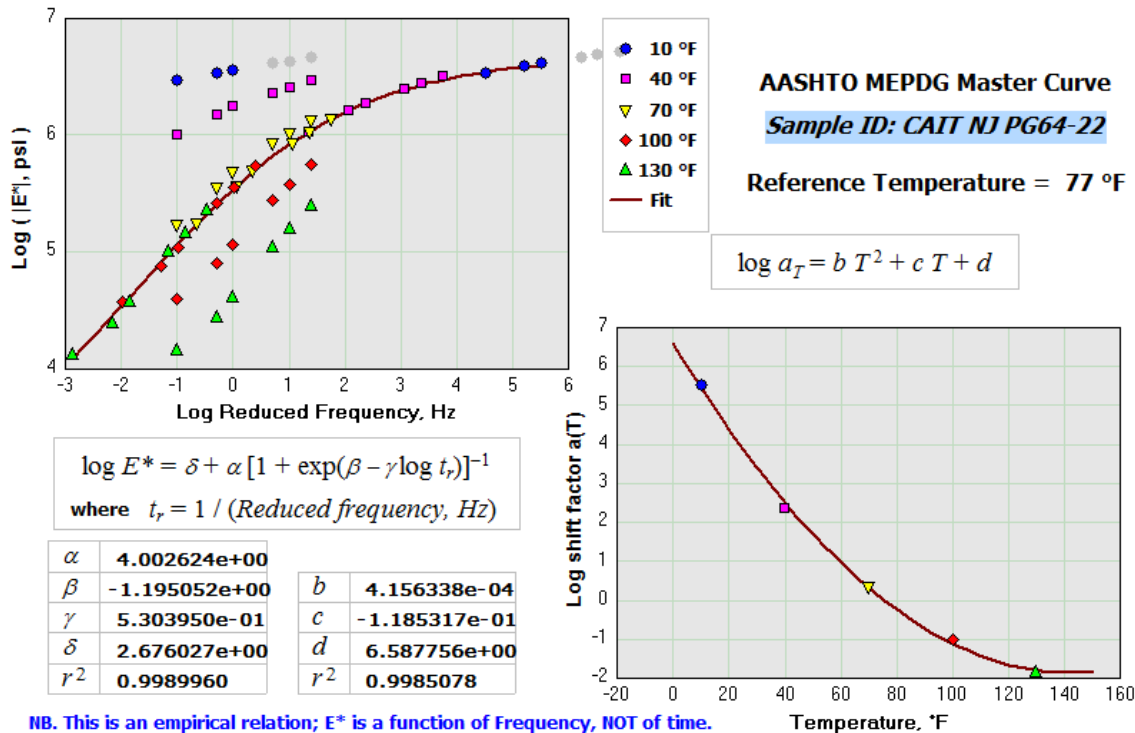 Log ( |E*|, psi)
7
6
5
4
-3 -2 -1 0 1 2 3 4 5 6
Log Reduced Frequency, Hz
10 °F
40 °F
70 °F
100 °F
130 °F
Fit
AASHTO MEPDG Master Curve
Sample ID: CAIT NJ PG64-22
Reference Temperature = 77 °F
log a_T = b T² + c T + d
log E* = δ + α [1 + exp(β – γ log t_r)]⁻¹
where t_r = 1 / (Reduced frequency, Hz)
α 4.002624e+00
β -1.195052e+00
γ 5.303950e-01
δ 2.676027e+00
r² 0.9989960
b 4.156338e-04
c -1.185317e-01
d 6.587756e+00
r² 0.9985078
Log shift factor a(T)
7
6
5
4
3
2
1
0
-1
-2
-20 0 20 40 60 80 100 120 140 160
Temperature, °F
NB. This is an empirical relation; E* is a function of Frequency, NOT of time.